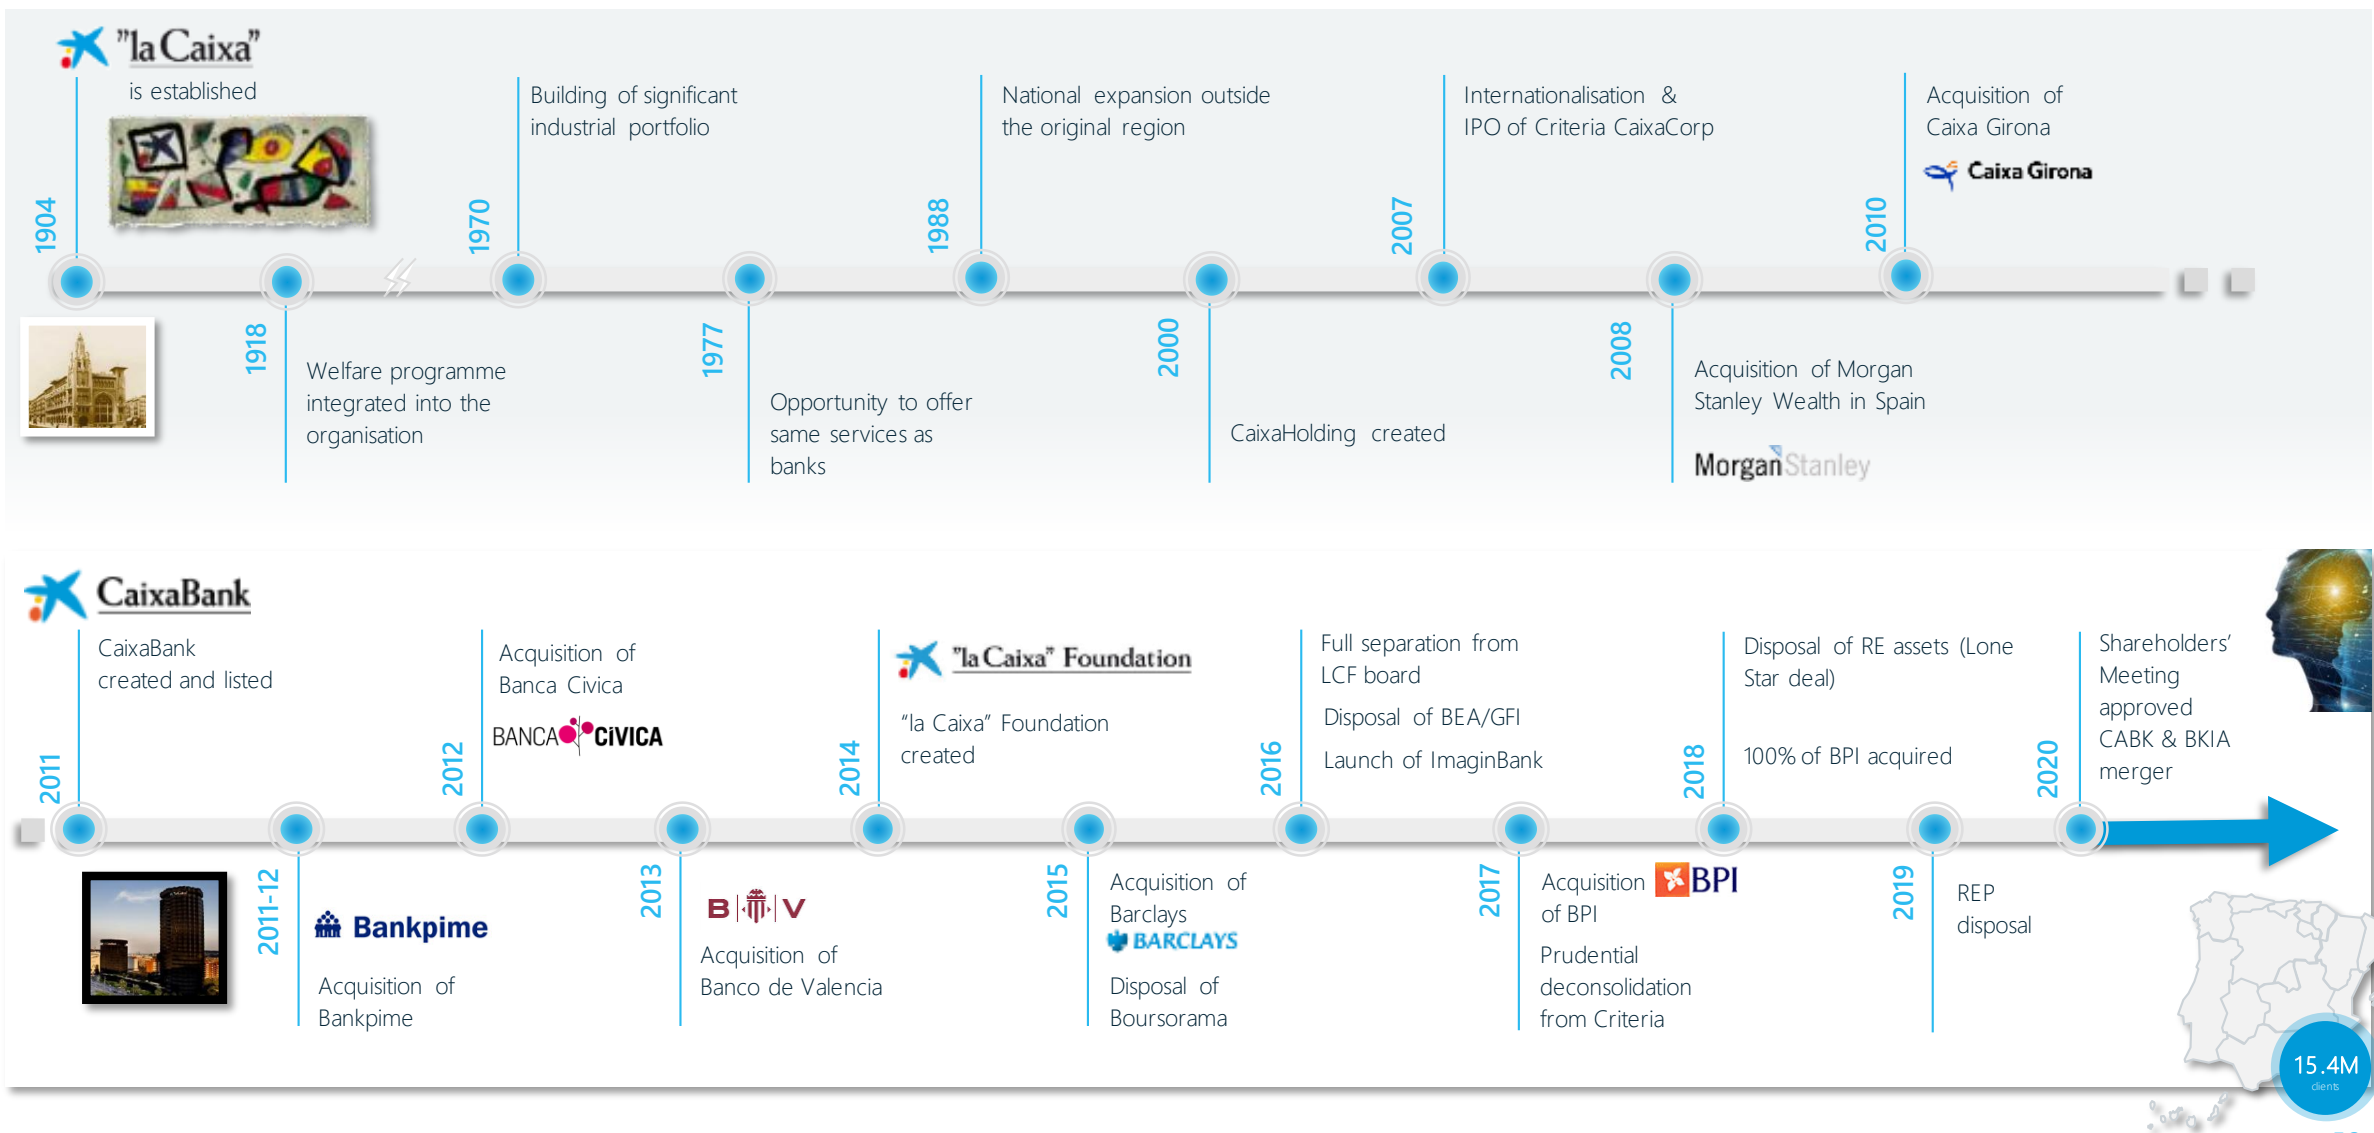 "la Caixa"
is established
1904
1918
Welfare programme
integrated into the
organisation
1970
Building of significant
industrial portfolio
1977
Opportunity to offer
same services as
banks
1988
National expansion outside
the original region
2000
CaixaHolding created
2007
Internationalisation &
IPO of Criteria CaixaCorp
2008
Acquisition of Morgan
Stanley Wealth in Spain
Morgan Stanley
2010
Acquisition of
Caixa Girona
Caixa Girona
CaixaBank
CaixaBank
created and listed
2011
2011-12
Bankpime
Acquisition of
Bankpime
2012
Acquisition of
Banca Civica
BANCA CÍVICA
2013
B V
Acquisition of
Banco de Valencia
2014
"la Caixa" Foundation
“la Caixa” Foundation
created
2015
Acquisition of
Barclays
BARCLAYS
Disposal of
Boursorama
2016
Full separation from
LCF board
Disposal of BEA/GFI
Launch of ImaginBank
2017
Acquisition
of BPI
BPI
Prudential
deconsolidation
from Criteria
2018
Disposal of RE assets (Lone
Star deal)
100% of BPI acquired
2019
REP
disposal
2020
Shareholders’
Meeting
approved
CABK & BKIA
merger
15.4M
clients